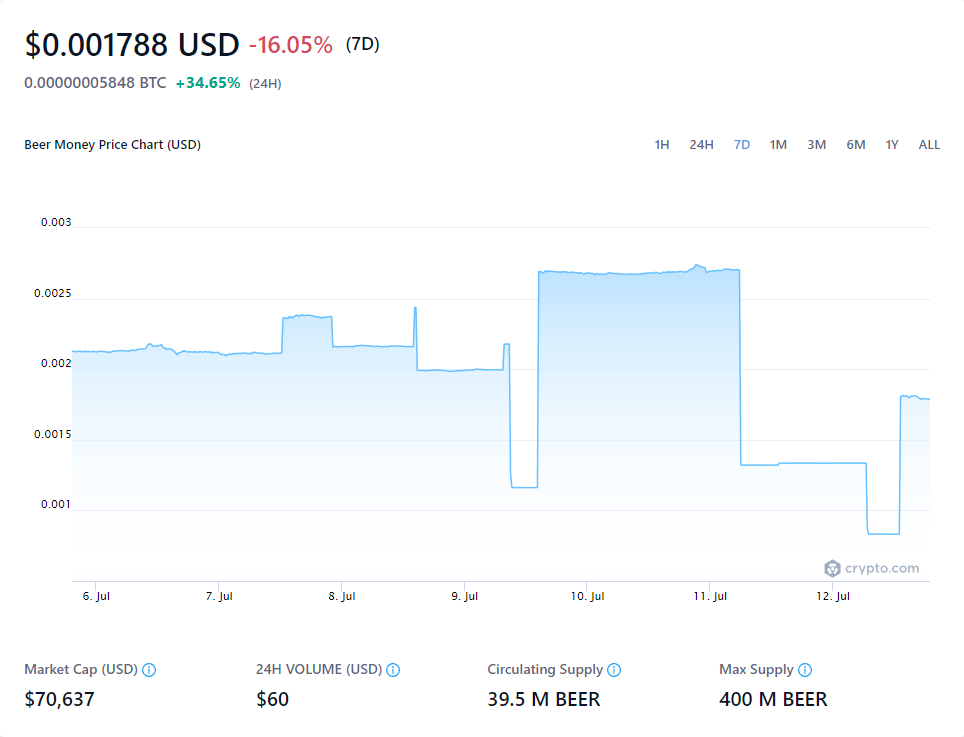 $0.001788 USD -16.05% (7D)
0.00000005848 BTC +34.65% (24H)
Beer Money Price Chart (USD) 1H 24H 7D 1M 3M 6M 1Y ALL
0.003
0.0025
0.002
0.0015
0.001
crypto.com
6. Jul 7. Jul 8. Jul 9. Jul 10. Jul 11. Jul 12. Jul
Market Cap (USD) 24H VOLUME (USD) Circulating Supply Max Supply
$70,637 $60 39.5 M BEER 400 M BEER